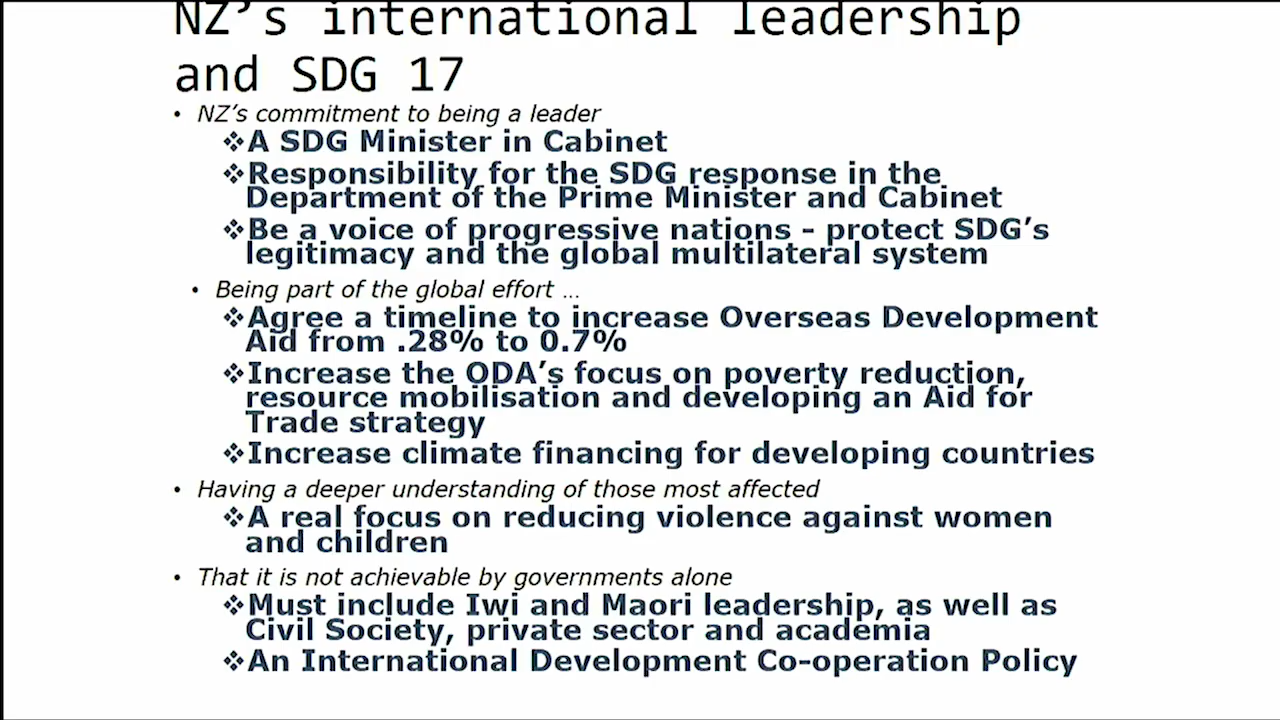 NZ's international leadership
and SDG 17
• NZ's commitment to being a leader
❖A SDG Minister in Cabinet
❖Responsibility for the SDG response in the
Department of the Prime Minister and Cabinet
❖Be a voice of progressive nations - protect SDG's
legitimacy and the global multilateral system
• Being part of the global effort …
❖Agree a timeline to increase Overseas Development
Aid from .28% to 0.7%
❖Increase the ODA's focus on poverty reduction,
resource mobilisation and developing an Aid for
Trade strategy
❖Increase climate financing for developing countries
• Having a deeper understanding of those most affected
❖A real focus on reducing violence against women
and children
• That it is not achievable by governments alone
❖Must include Iwi and Maori leadership, as well as
Civil Society, private sector and academia
❖An International Development Co-operation Policy